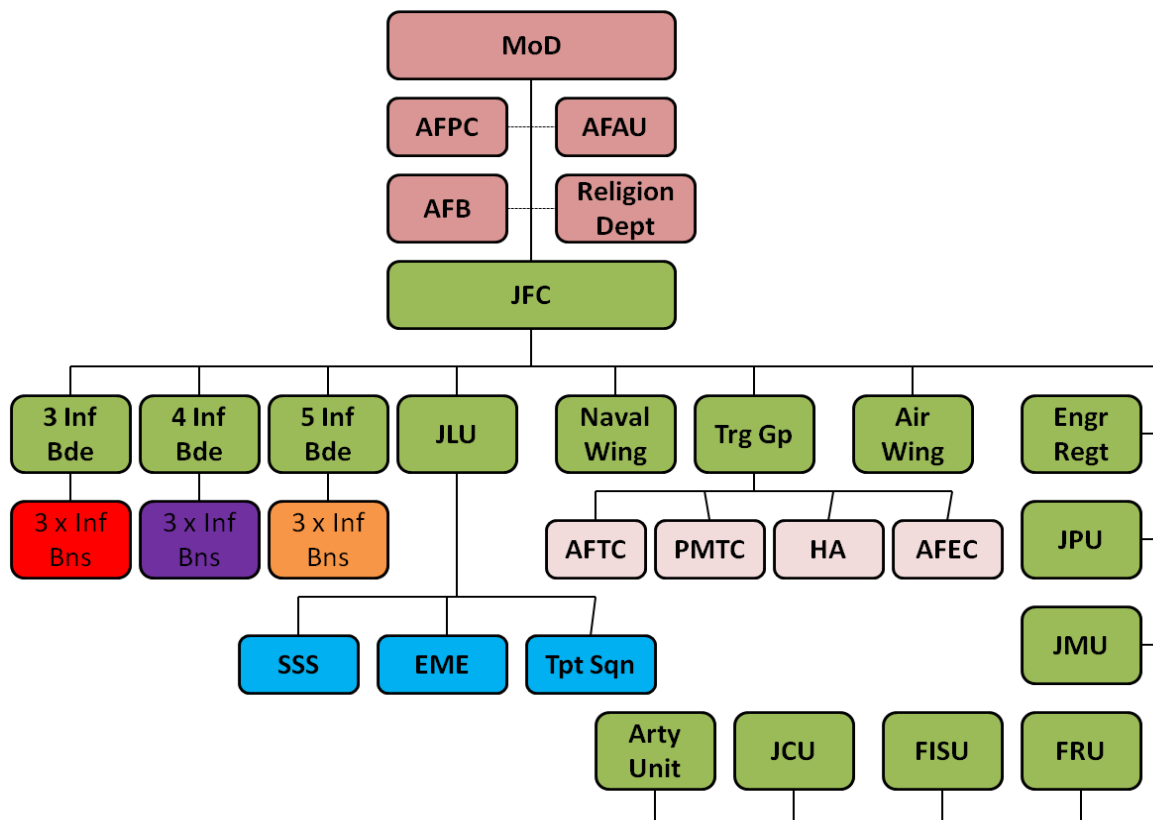 MoD
AFPC
AFAU
AFB
Religion
Dept
JFC
3 Inf
Bde
4 Inf
Bde
5 Inf
Bde
JLU
Naval
Wing
Trg Gp
Air
Wing
Engr
Regt
3 x Inf
Bns
3 x Inf
Bns
3 x Inf
Bns
AFTC
PMTC
HA
AFEC
JPU
SSS
EME
Tpt Sqn
JMU
Arty
Unit
JCU
FISU
FRU